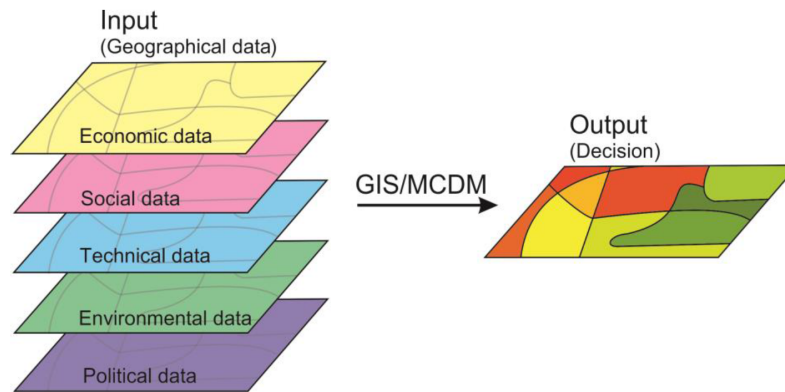 Input
(Geographical data)
Economic data
Social data
Technical data
Environmental data
Political data
GIS/MCDM
Output
(Decision)